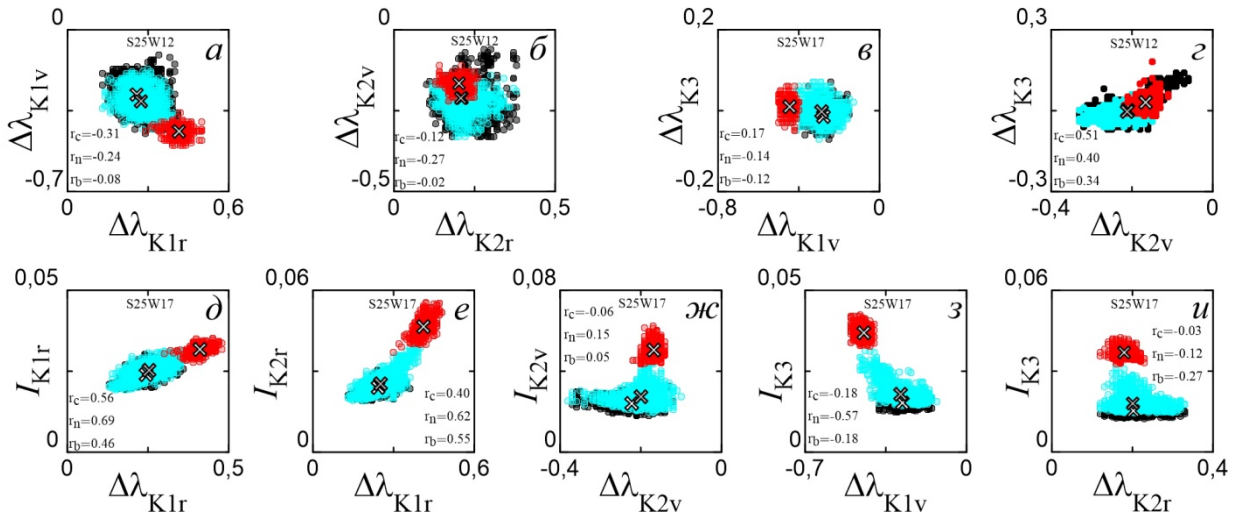 0
S25W12
а
ΔλK1v
rc=-0.31
rn=-0.24
rb=-0.08
-0.7
0
0.6
ΔλK1r
0
S25W12
б
ΔλK2v
rc=-0.12
rn=-0.27
rb=-0.02
-0.5
0
0.5
ΔλK2r
0,2
S25W17
в
ΔλK3
rc=0.17
rn=-0.14
rb=-0.12
-0.2
-0.8
0
ΔλK1v
0,3
S25W12
г
ΔλK3
rc=0.51
rn=0.40
rb=0.34
-0.3
-0.4
0
ΔλK2v
0,05
S25W17
д
IK1r
rc=0.56
rn=0.69
rb=0.46
0
0
0,5
ΔλK1r
0,06
S25W17
е
IK2r
rc=0.40
rn=0.62
rb=0.55
0
0
0,6
ΔλK1r
0,08
S25W17
ж
rc=-0.06
rn=0.15
rb=0.05
IK2v
0
-0,4
0
ΔλK2v
0,05
S25W17
з
IK3
rc=-0.18
rn=-0.57
rb=-0.18
0
-0,7
0
ΔλK1v
0,06
S25W17
и
rc=-0.03
rn=-0.12
rb=-0.27
IK3
0
0
0,4
ΔλK2r